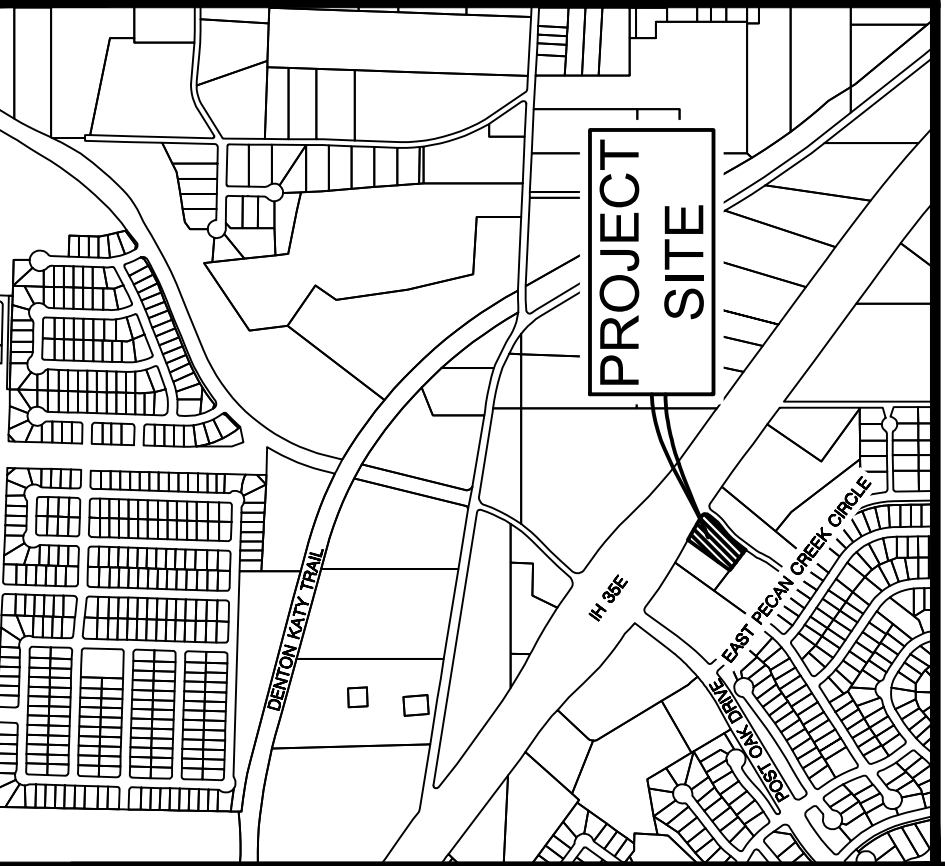 PROJECT
SITE
DENTON KATY TRAIL
IH 35E
EAST PECAN CREEK CIRCLE
POST OAK DRIVE